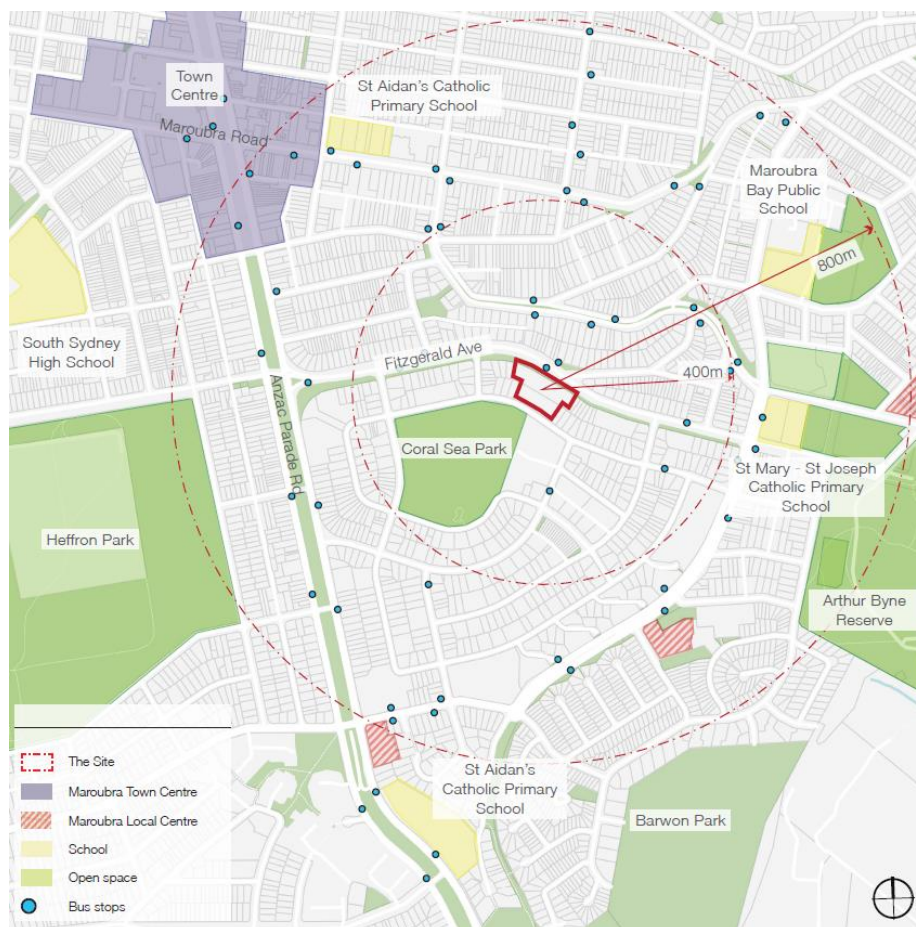 Town
Centre
St Aidan's Catholic
Primary School
Maroubra Road
Maroubra
Bay Public
School
800m
South Sydney
High School
Fitzgerald Ave
400m
Anzac Parade Rd
Coral Sea Park
St Mary - St Joseph
Catholic Primary
School
Heffron Park
Arthur Byne
Reserve
St Aidan's
Catholic Primary
School
Barwon Park
The Site
Maroubra Town Centre
Maroubra Local Centre
School
Open space
Bus stops